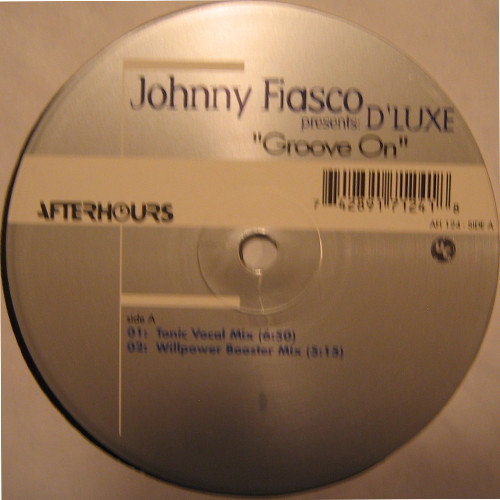 Johnny Fiasco
presents: D'LUXE
"Groove On"
AFTERHOURS
7 42891 71241 8
AH 124 - SIDE A
side A
01: Tonic Vocal Mix (6:30)
02: Willpower Booster Mix (5:15)